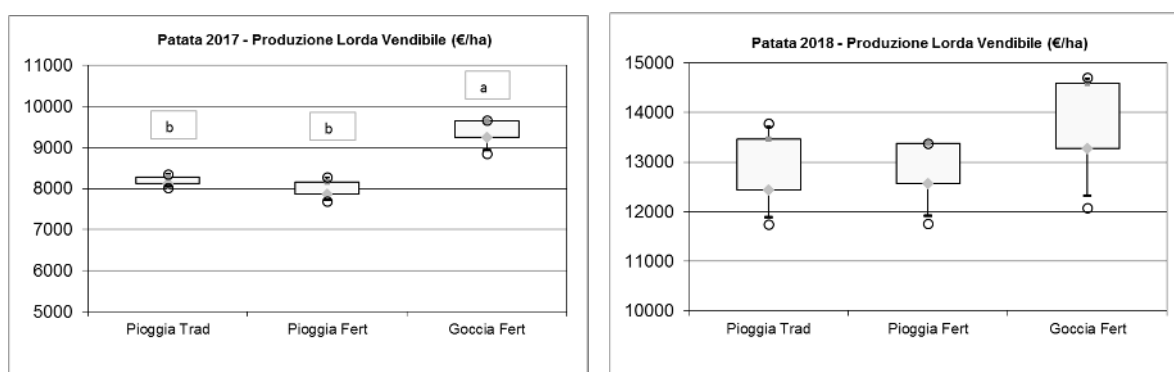 Patata 2017 - Produzione Lorda Vendibile (€/ha)
11000
10000
9000
8000
7000
6000
5000
b
b
a
Pioggia Trad
Pioggia Fert
Goccia Fert
Patata 2018 - Produzione Lorda Vendibile (€/ha)
15000
14000
13000
12000
11000
10000
Pioggia Trad
Pioggia Fert
Goccia Fert